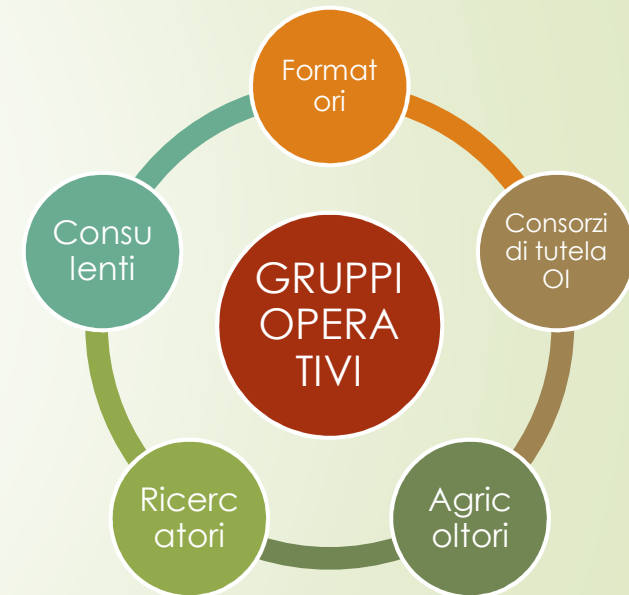 Format
ori
Consorzi
di tutela
OI
Agric
oltori
Ricerc
atori
Consu
lenti
GRUPPI
OPERA
TIVI